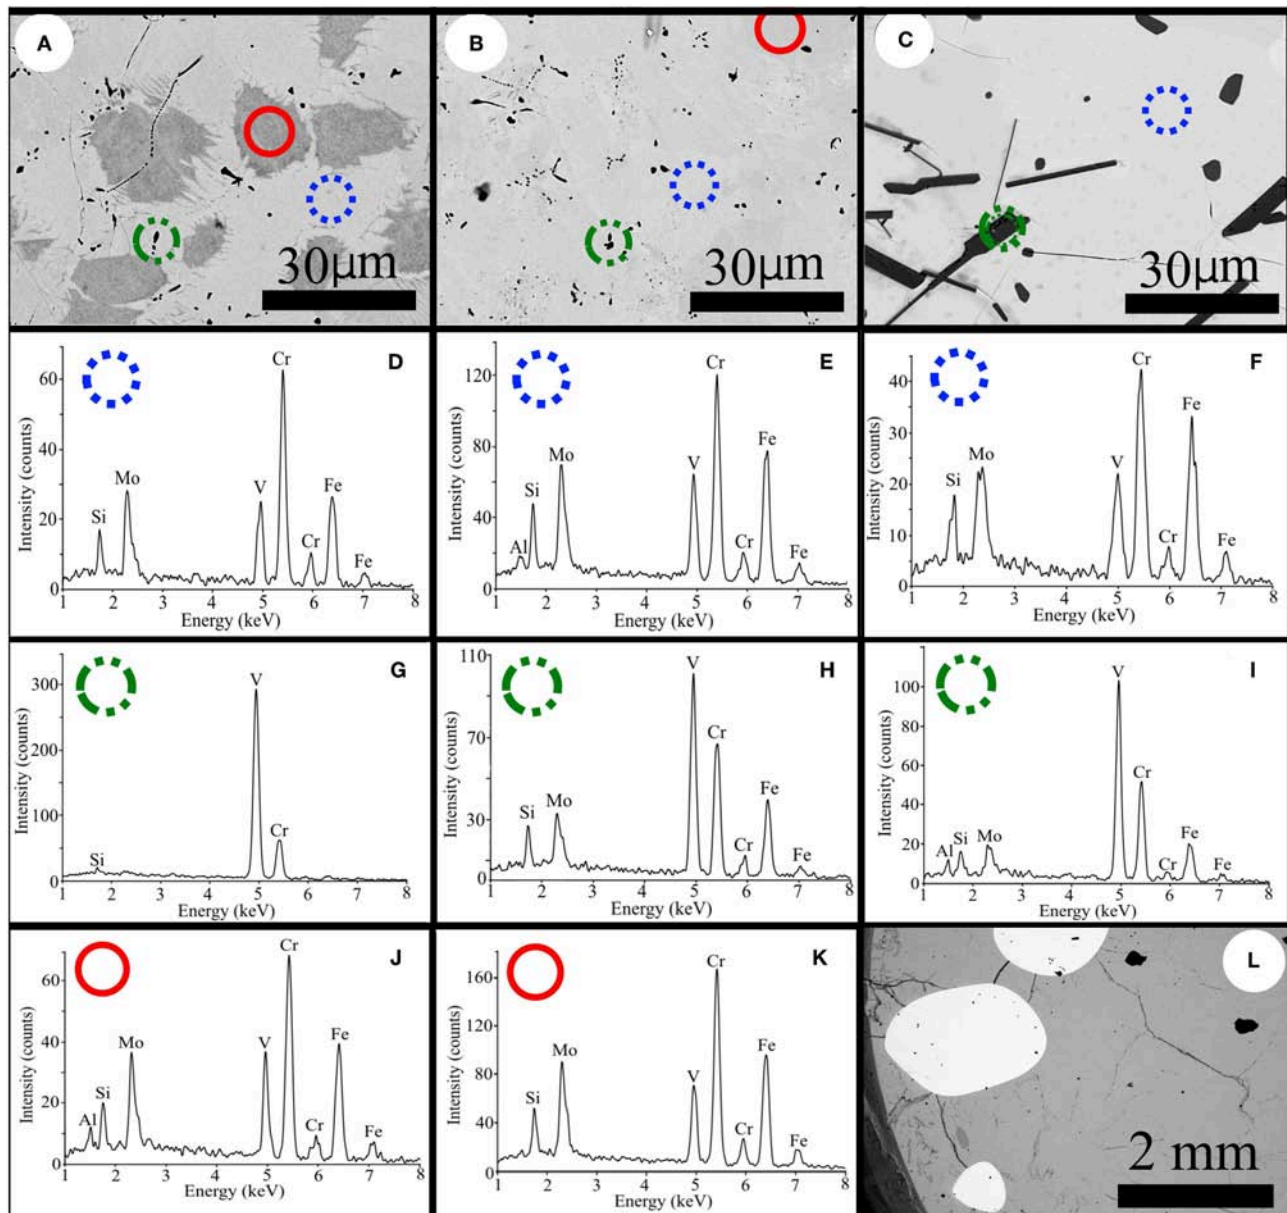 A
B
C
30µm
30µm
30µm
D
Intensity (counts)
60
40
20
0
Si
Mo
V
Cr
Cr
Fe
Fe
1 2 3 4 5 6 7 8
Energy (keV)
E
Intensity (counts)
120
80
40
0
Al
Si
Mo
V
Cr
Cr
Fe
Fe
1 2 3 4 5 6 7 8
Energy (keV)
F
Intensity (counts)
40
30
20
10
0
Si
Mo
V
Cr
Cr
Fe
Fe
1 2 3 4 5 6 7 8
Energy (keV)
G
Intensity (counts)
300
200
100
0
Si
V
Cr
1 2 3 4 5 6 7 8
Energy (keV)
H
Intensity (counts)
110
70
30
0
Si
Mo
V
Cr
Cr
Fe
Fe
1 2 3 4 5 6 7 8
Energy (keV)
I
Intensity (counts)
100
80
60
40
20
0
Al
Si
Mo
V
Cr
Cr
Fe
Fe
1 2 3 4 5 6 7 8
Energy (keV)
J
Intensity (counts)
60
40
20
0
Al
Si
Mo
V
Cr
Cr
Fe
Fe
1 2 3 4 5 6 7 8
Energy (keV)
K
Intensity (counts)
160
120
80
40
0
Si
Mo
V
Cr
Cr
Fe
Fe
1 2 3 4 5 6 7 8
Energy (keV)
L
2 mm